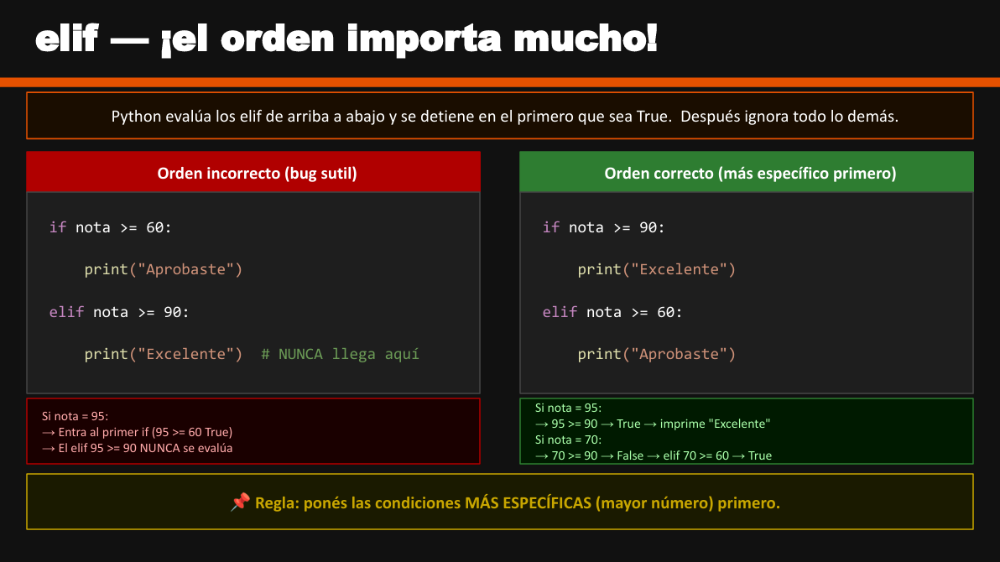 elif — ¡el orden importa mucho!
Python evalúa los elif de arriba a abajo y se detiene en el primero que sea True.  Después ignora todo lo demás.
Orden incorrecto (bug sutil)
if nota >= 60:
    print("Aprobaste")
elif nota >= 90:
    print("Excelente")  # NUNCA llega aquí
Si nota = 95:
→ Entra al primer if (95 >= 60 True)
→ El elif 95 >= 90 NUNCA se evalúa
Orden correcto (más específico primero)
if nota >= 90:
    print("Excelente")
elif nota >= 60:
    print("Aprobaste")
Si nota = 95:
→ 95 >= 90 → True → imprime "Excelente"
Si nota = 70:
→ 70 >= 90 → False → elif 70 >= 60 → True
📌 Regla: ponés las condiciones MÁS ESPECÍFICAS (mayor número) primero.